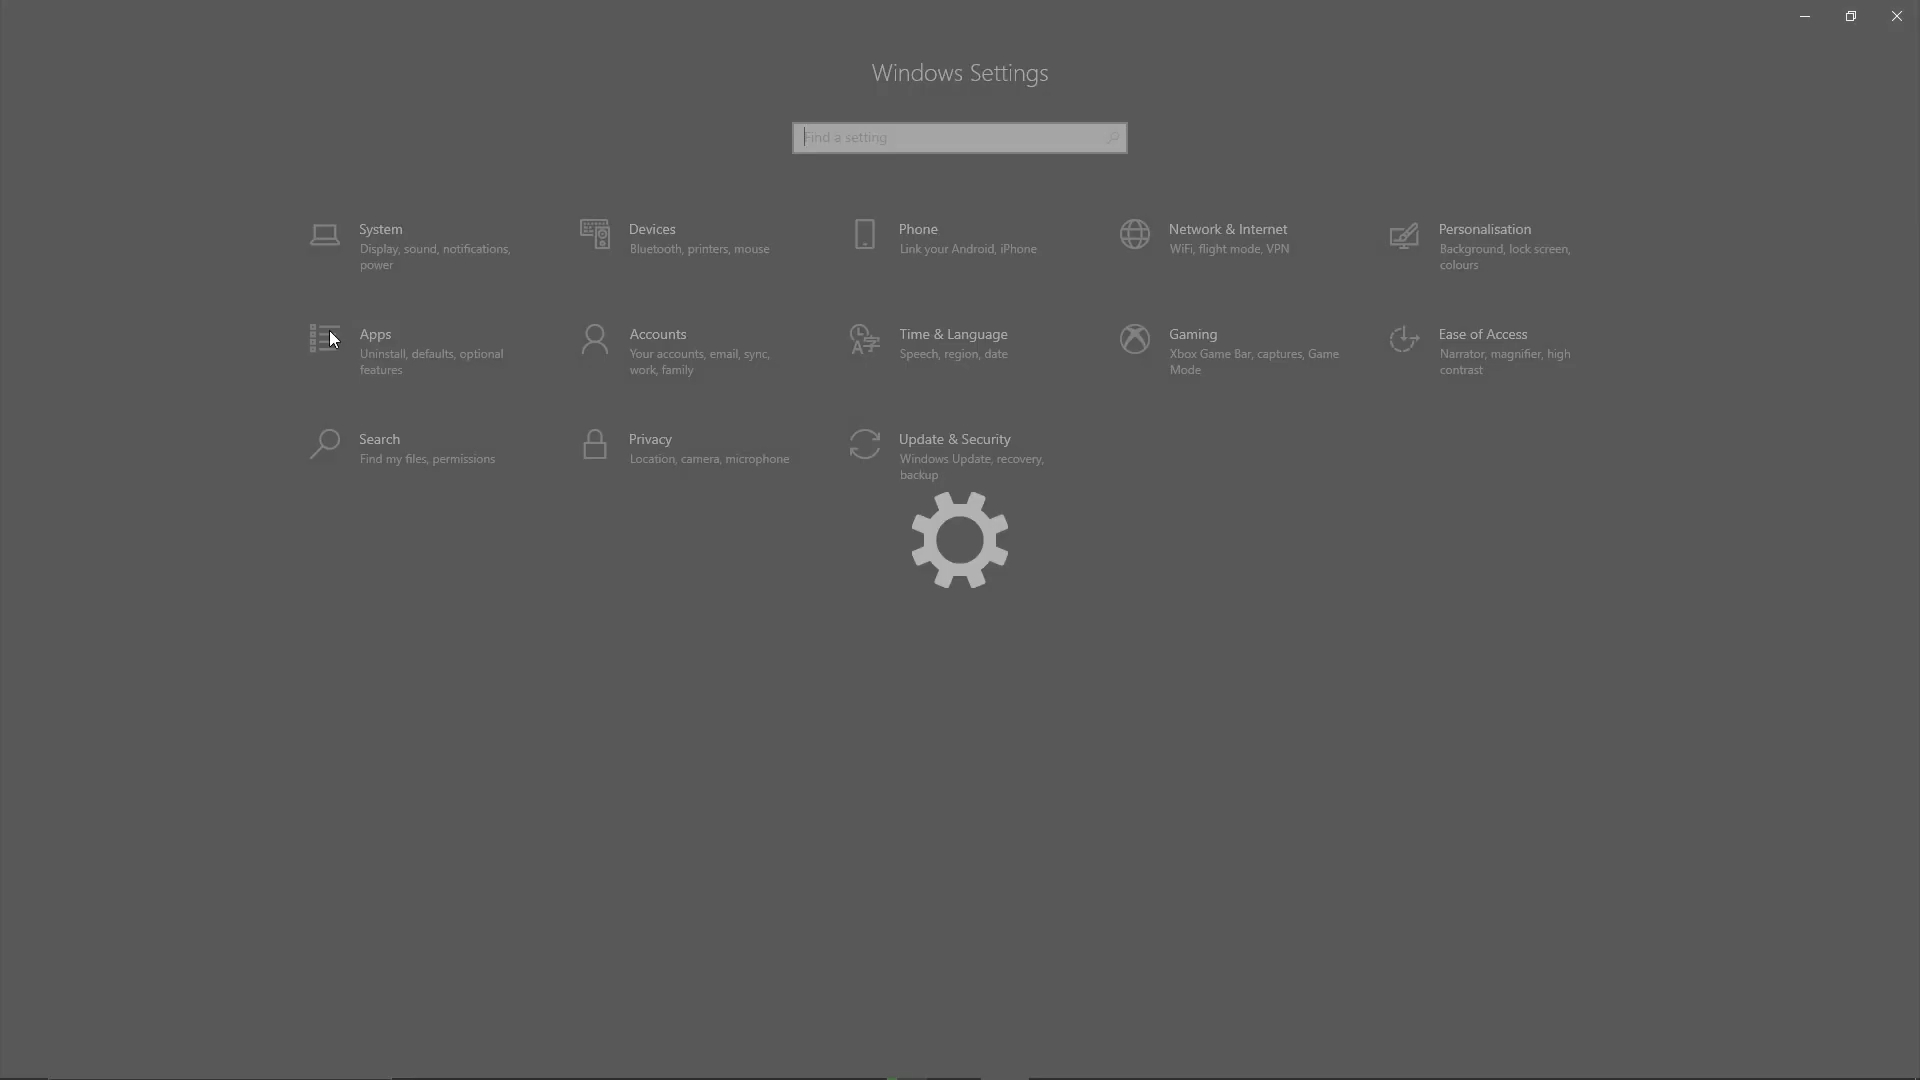 Windows Settings
Find a setting
System
Display, sound, notifications,
power
Devices
Bluetooth, printers, mouse
Phone
Link your Android, iPhone
Network & Internet
WiFi, flight mode, VPN
Personalisation
Background, lock screen,
colours
Apps
Uninstall, defaults, optional
features
Accounts
Your accounts, email, sync,
work, family
Time & Language
Speech, region, date
Gaming
Xbox Game Bar, captures, Game
Mode
Ease of Access
Narrator, magnifier, high
contrast
Search
Find my files, permissions
Privacy
Location, camera, microphone
Update & Security
Windows Update, recovery,
backup